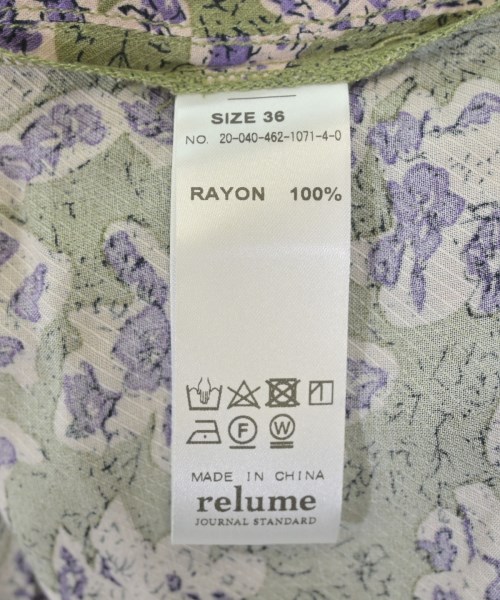 SIZE 36
NO. 20-040-462-1071-4-0
RAYON 100%
F W
MADE IN CHINA
relume
JOURNAL STANDARD